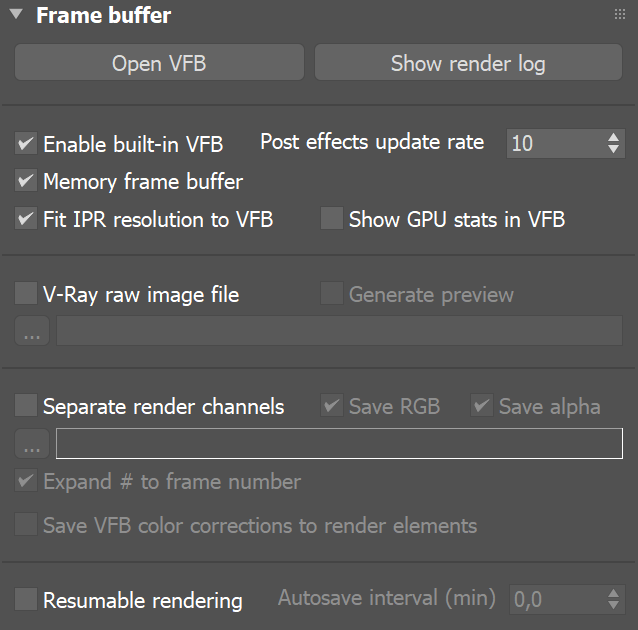 Frame buffer
Open VFB Show render log
Enable built-in VFB Post effects update rate 10
Memory frame buffer
Fit IPR resolution to VFB Show GPU stats in VFB
V-Ray raw image file Generate preview
...
Separate render channels Save RGB Save alpha
...
Expand # to frame number
Save VFB color corrections to render elements
Resumable rendering Autosave interval (min) 0,0